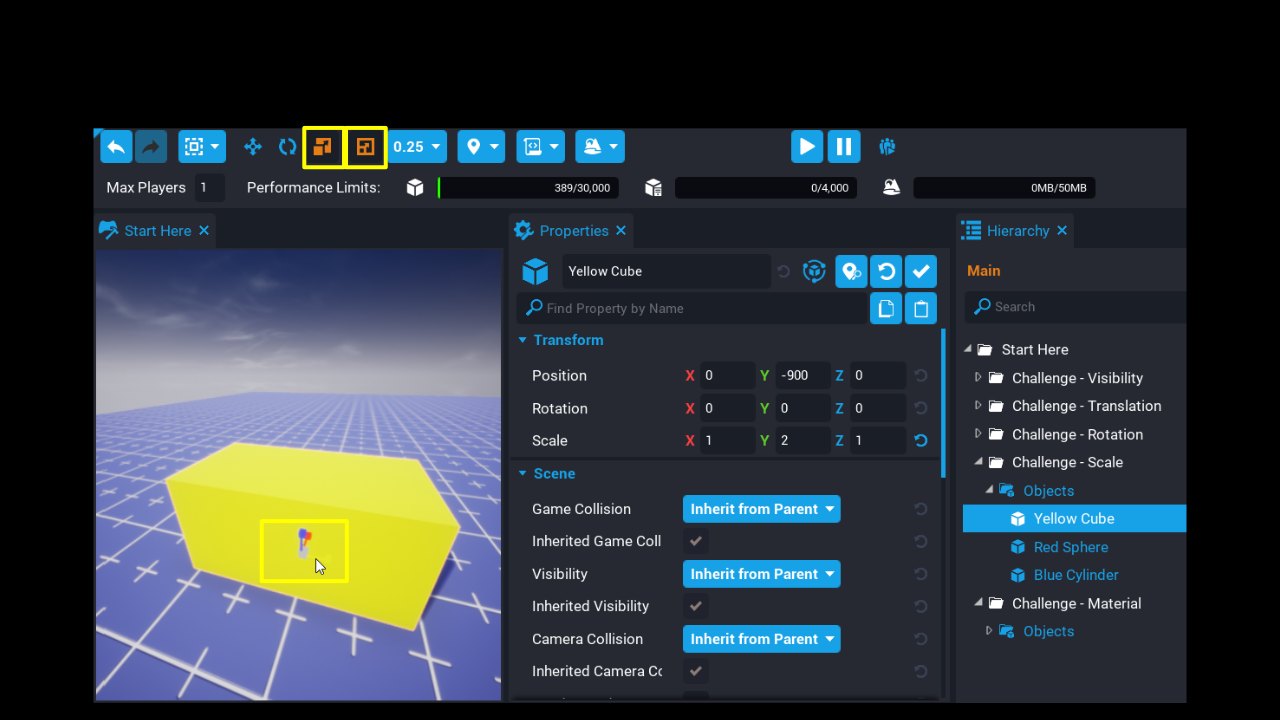 0.25
Max Players 1 Performance Limits: 389/30,000 0/4,000 0MB/50MB
Start Here
Properties
Yellow Cube
Find Property by Name
Transform
Position X 0 Y -900 Z 0
Rotation X 0 Y 0 Z 0
Scale X 1 Y 2 Z 1
Scene
Game Collision Inherit from Parent
Inherited Game Coll
Visibility Inherit from Parent
Inherited Visibility
Camera Collision Inherit from Parent
Inherited Camera Co
Hierarchy
Main
Search
Start Here
Challenge - Visibility
Challenge - Translation
Challenge - Rotation
Challenge - Scale
Objects
Yellow Cube
Red Sphere
Blue Cylinder
Challenge - Material
Objects